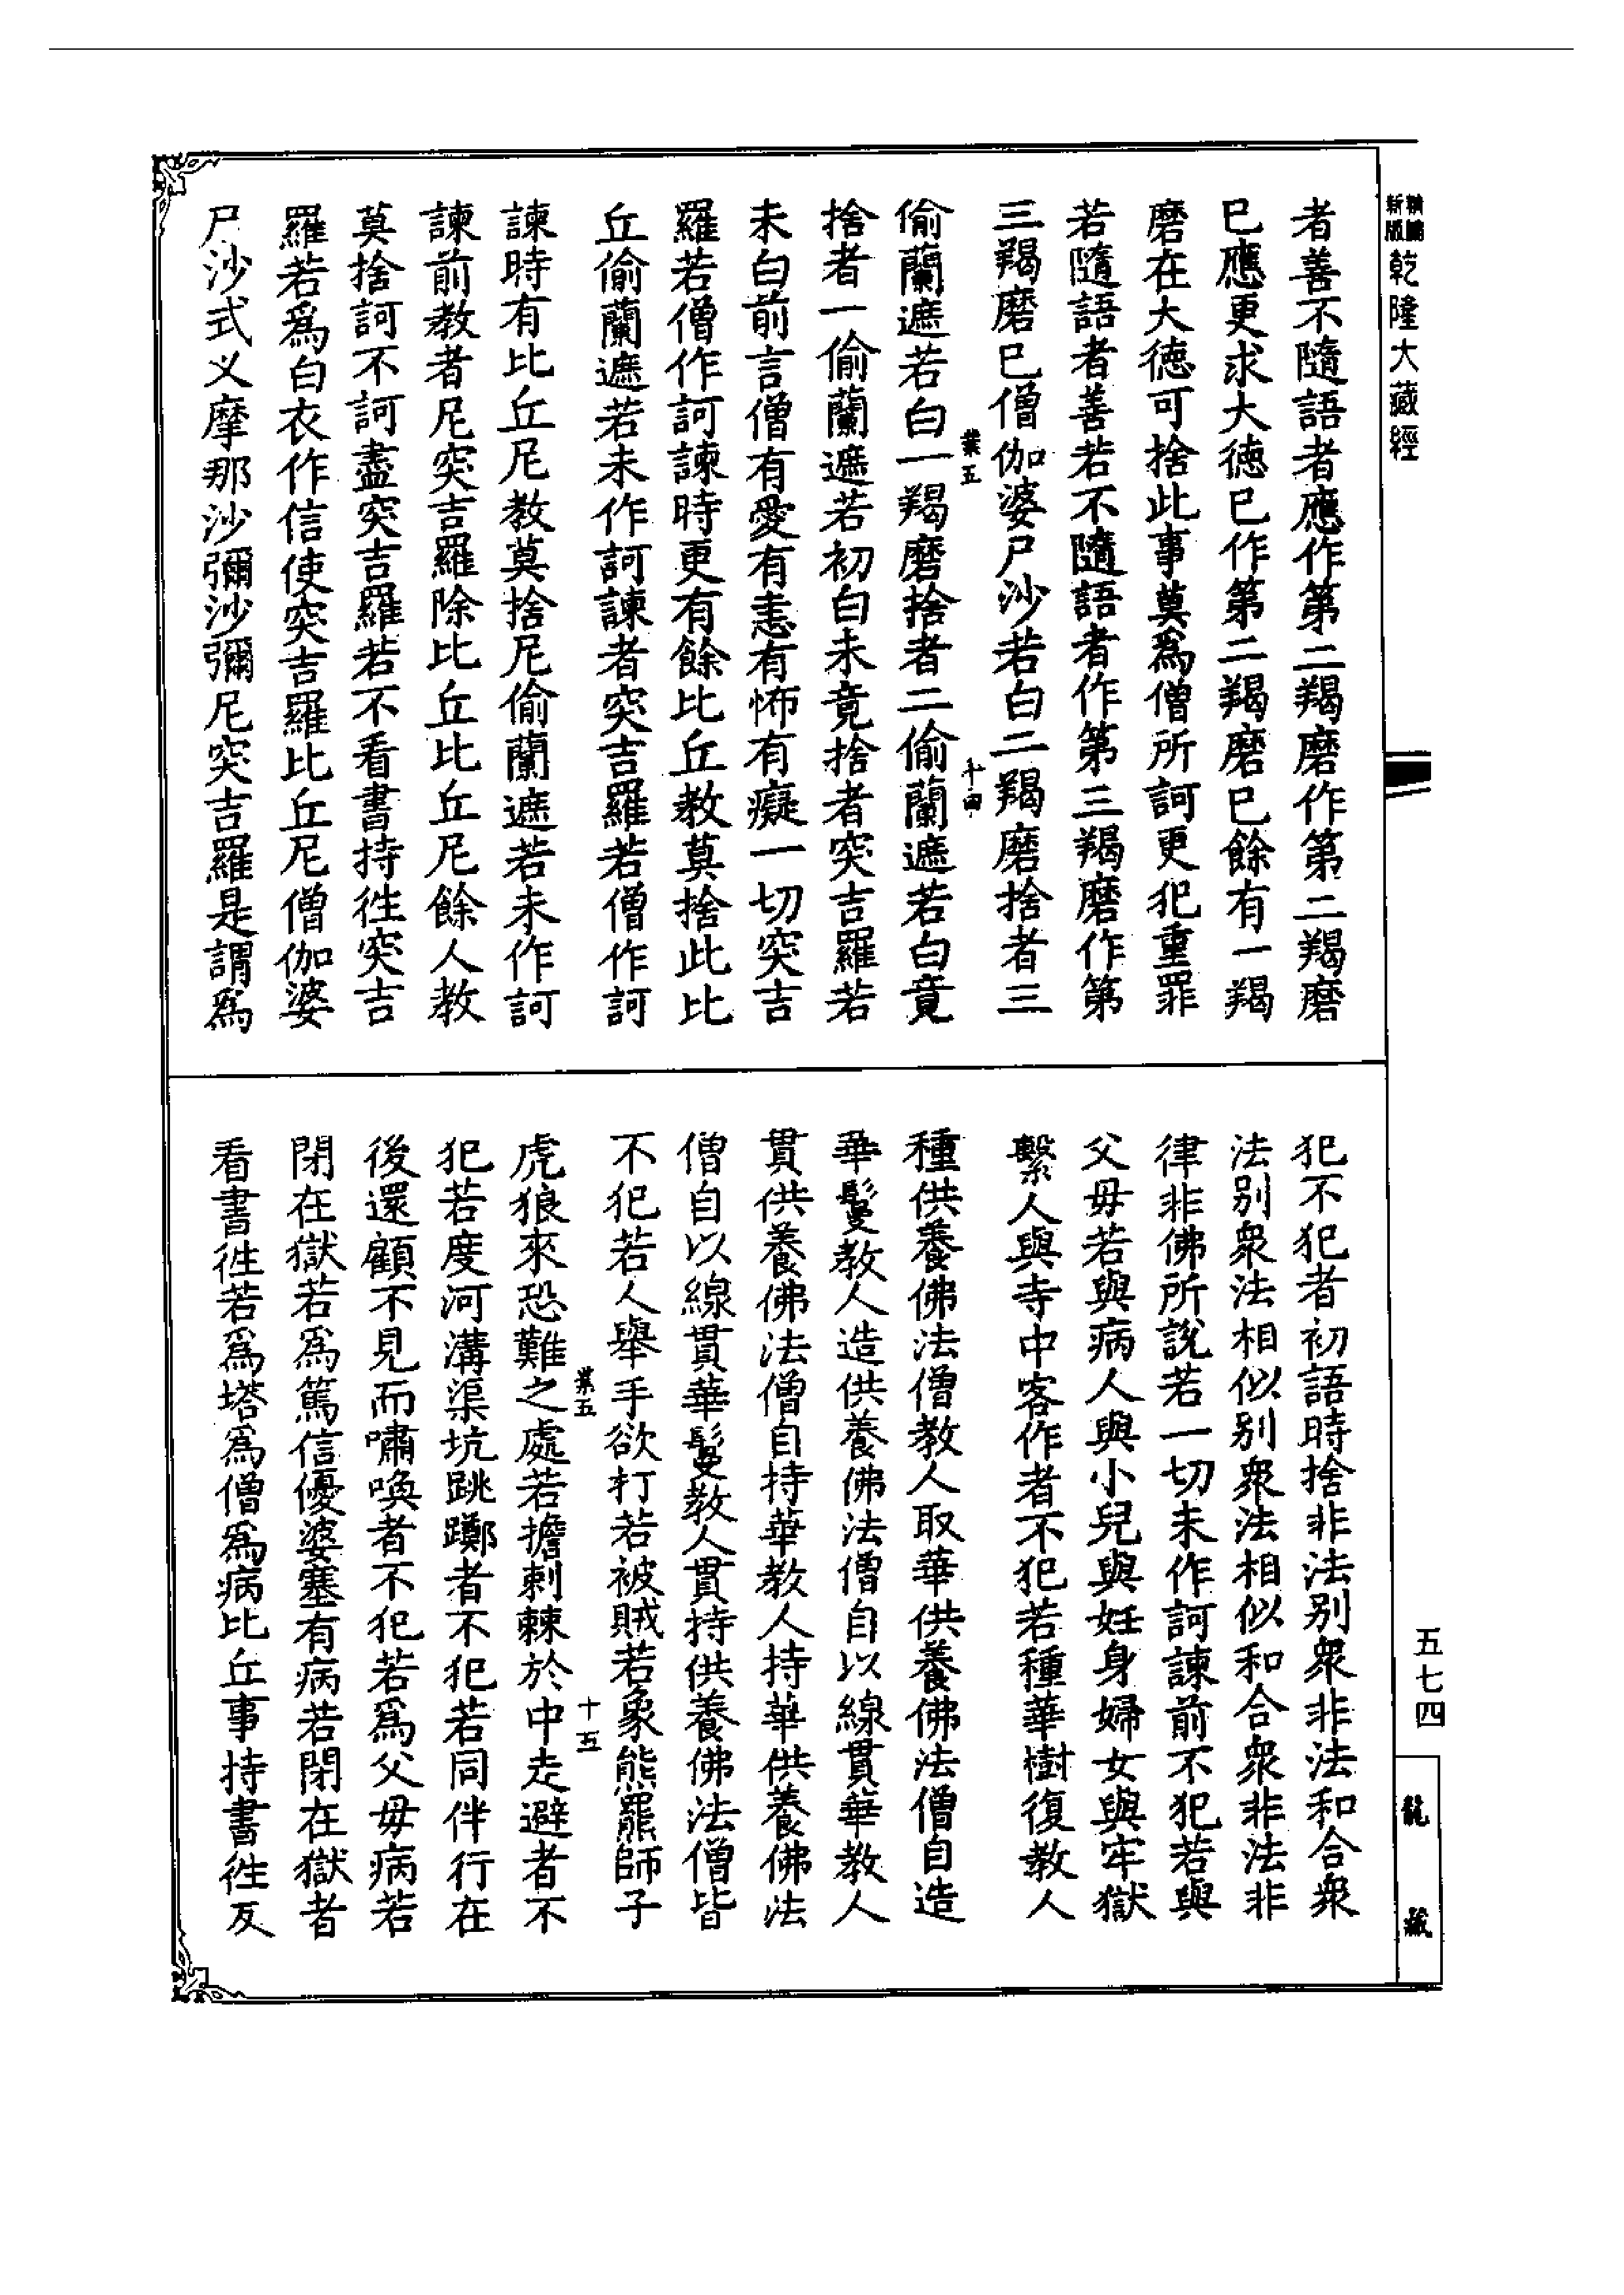 新版
精縮
乾隆大藏經
者善不隨語者應作第二羯磨作第二羯磨
已應更求大德已作第二羯磨已餘有一羯
磨在大德可捨此事莫為僧所訶更犯重罪
若隨語者善若不隨語者作第三羯磨作第
三羯磨已僧伽婆尸沙若白二羯磨捨者三
業五
十四
偷蘭遮若白一羯磨捨者二偷蘭遮若白竟
捨者一偷蘭遮若初白未竟捨者突吉羅若
未白前言僧有愛有恚有怖有癡一切突吉
羅若僧作訶諫時更有餘比丘教莫捨此比
丘偷蘭遮若未作訶諫者突吉羅若僧作訶
諫時有比丘尼教莫捨尼偷蘭遮若未作訶
諫前教者尼突吉羅除比丘比丘尼餘人教
莫捨訶不訶盡突吉羅若不看書持往突吉
羅若為白衣作信使突吉羅比丘尼僧伽婆
尸沙式义摩那沙彌沙彌尼突吉羅是謂為
犯不犯者初語時捨非法別眾非法和合眾
法別眾法相似別眾法相似和合眾非法非
律非佛所說若一切未作訶諫前不犯若與
父母若與病人與小兒與妊身婦女與牢獄
繫人與寺中客作者不犯若種華樹復教人
種供養佛法僧教人取華供養佛法僧自造
華鬘教人造供養佛法僧自以線貫華教人
貫供養佛法僧自持華教人持華供養佛法
僧自以線貫華鬘教人貫持供養佛法僧皆
不犯若人舉手欲打若被賊若象熊羆師子
業五
十五
虎狼來恐難之處若擔刺棘於中走避者不
犯若度河溝渠坑跳躑者不犯若同伴行在
後還顧不見而嘯喚者不犯若為父母病若
閉在獄若為篤信優婆塞有病若閉在獄者
看書往若為塔為僧為病比丘事持書往反
五七四
龍藏